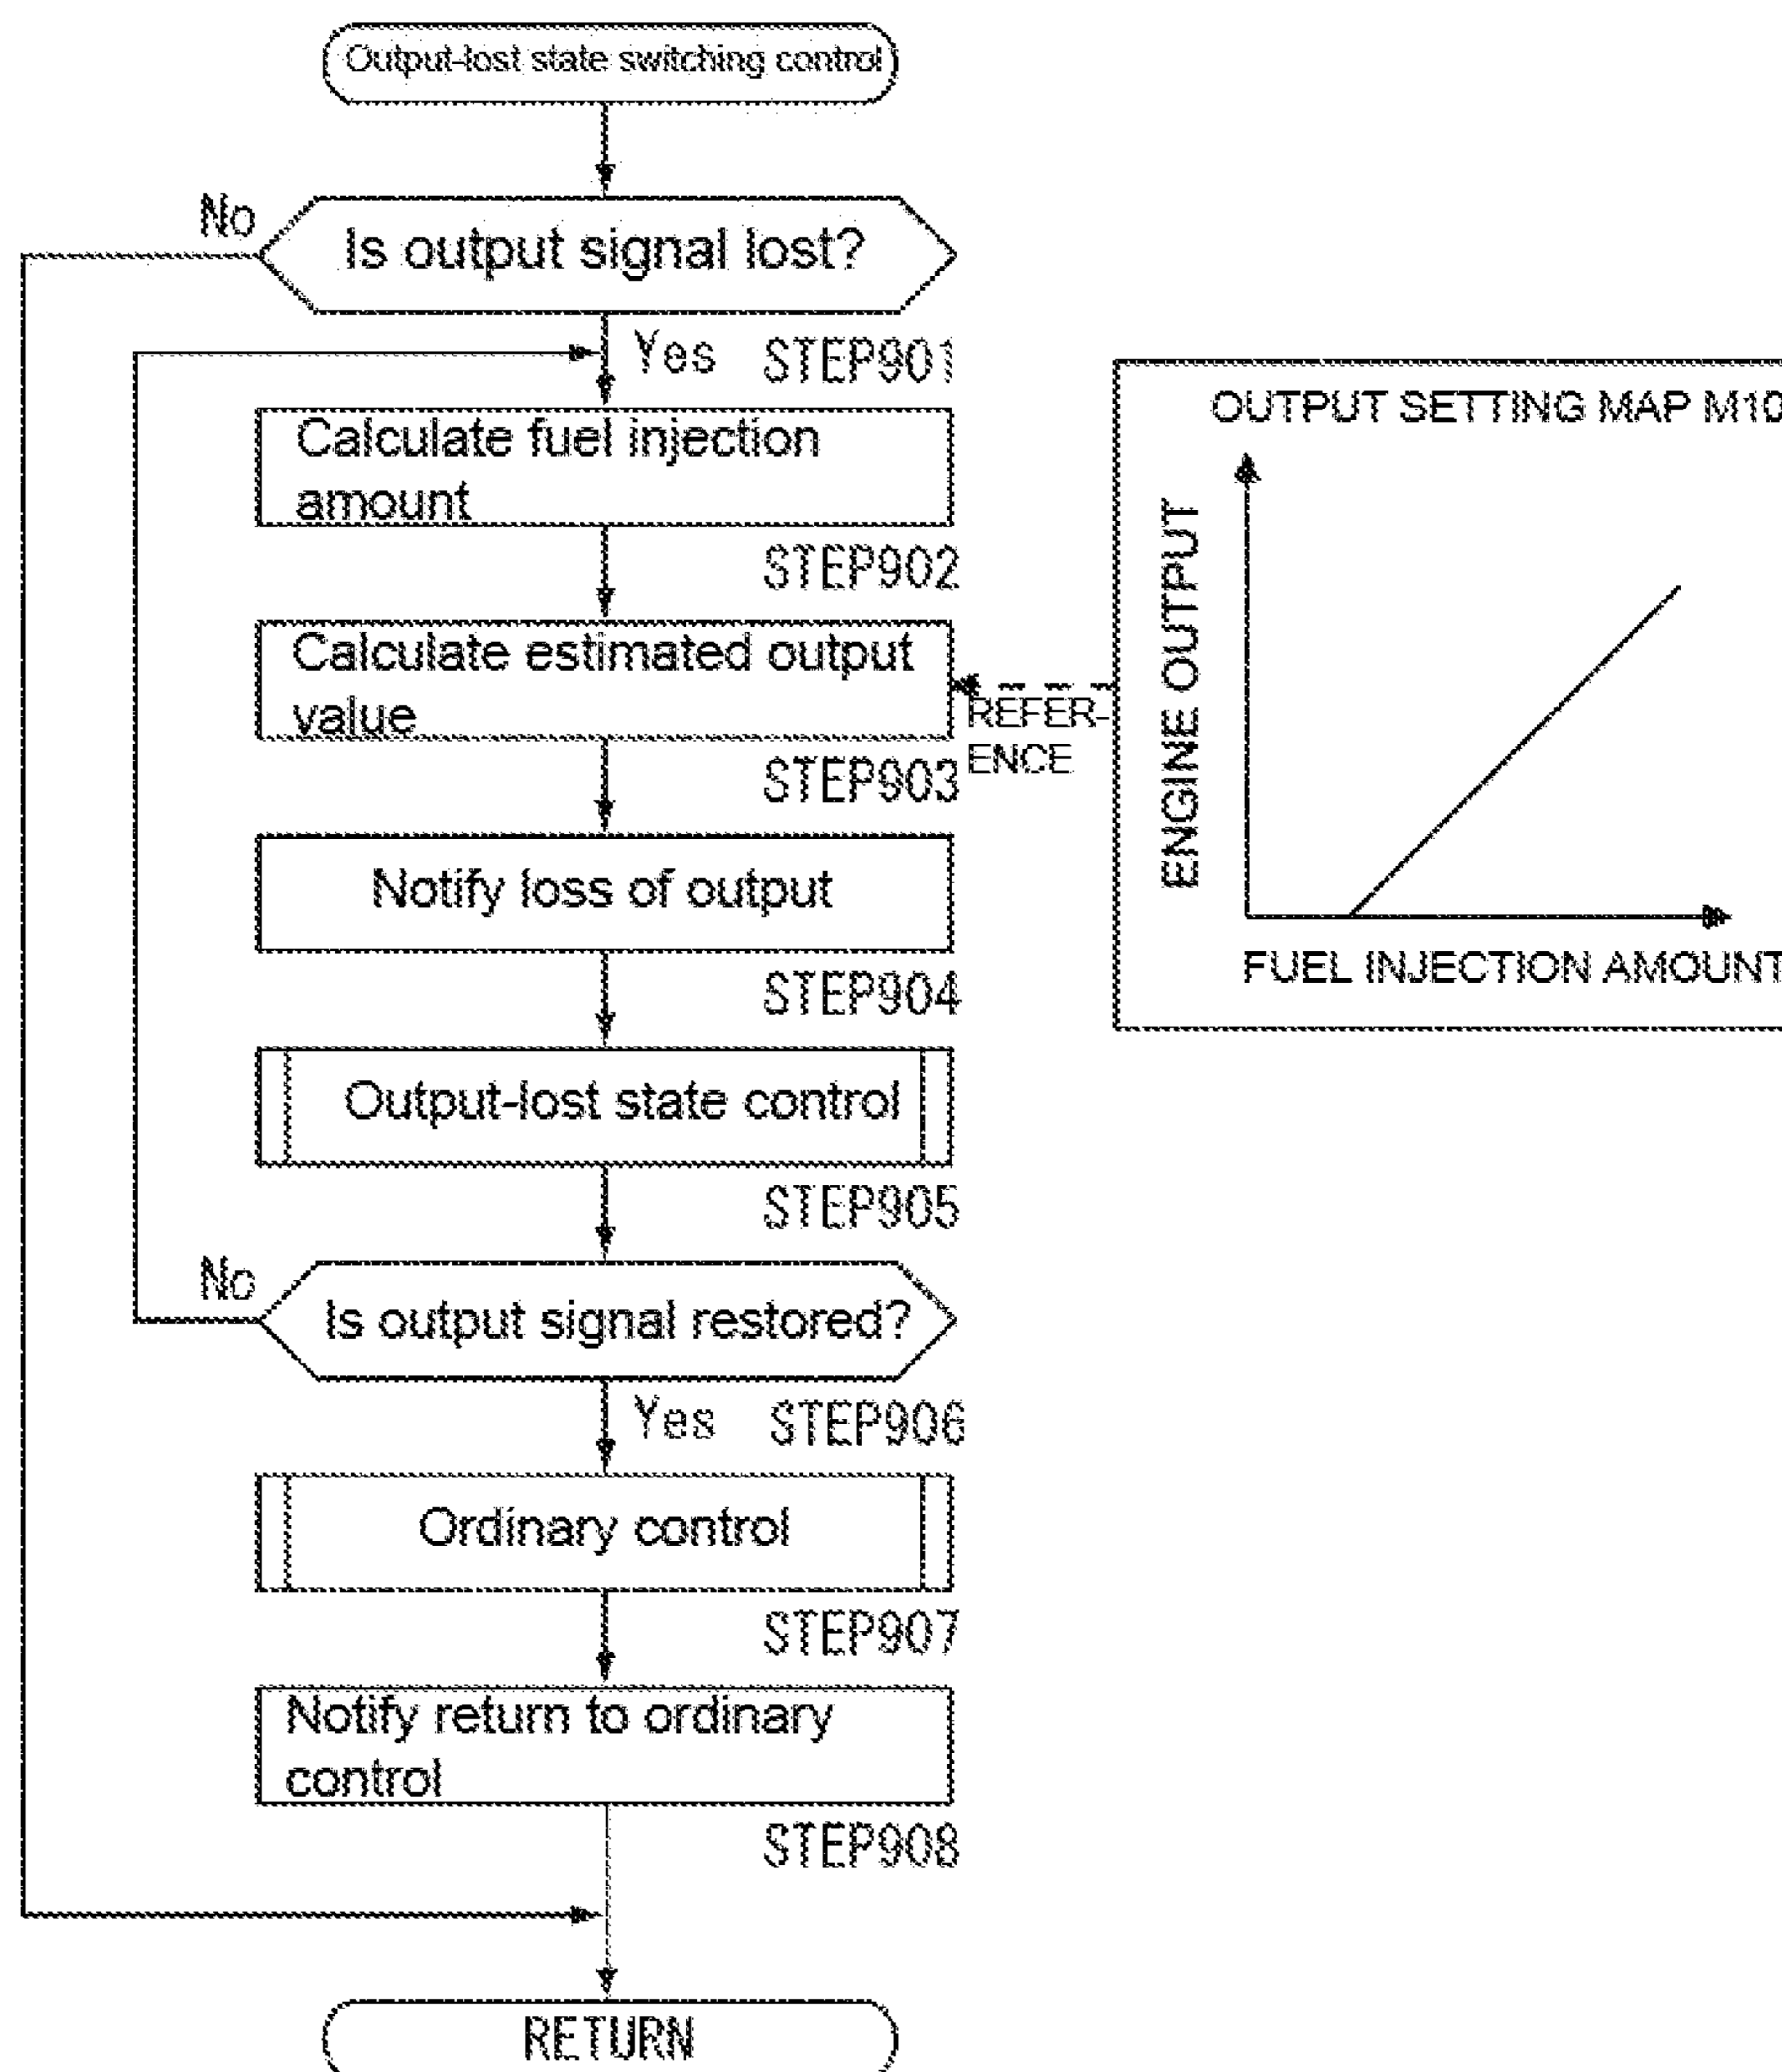 Output-lost state switching control
No
Is output signal lost?
Yes STEP901
Calculate fuel injection
amount
STEP902
Calculate estimated output
value
REFER-
ENCE
STEP903
Notify loss of output
STEP904
Output-lost state control
STEP905
No
Is output signal restored?
Yes STEP906
Ordinary control
STEP907
Notify return to ordinary
control
STEP908
RETURN
OUTPUT SETTING MAP M10
ENGINE OUTPUT
FUEL INJECTION AMOUNT